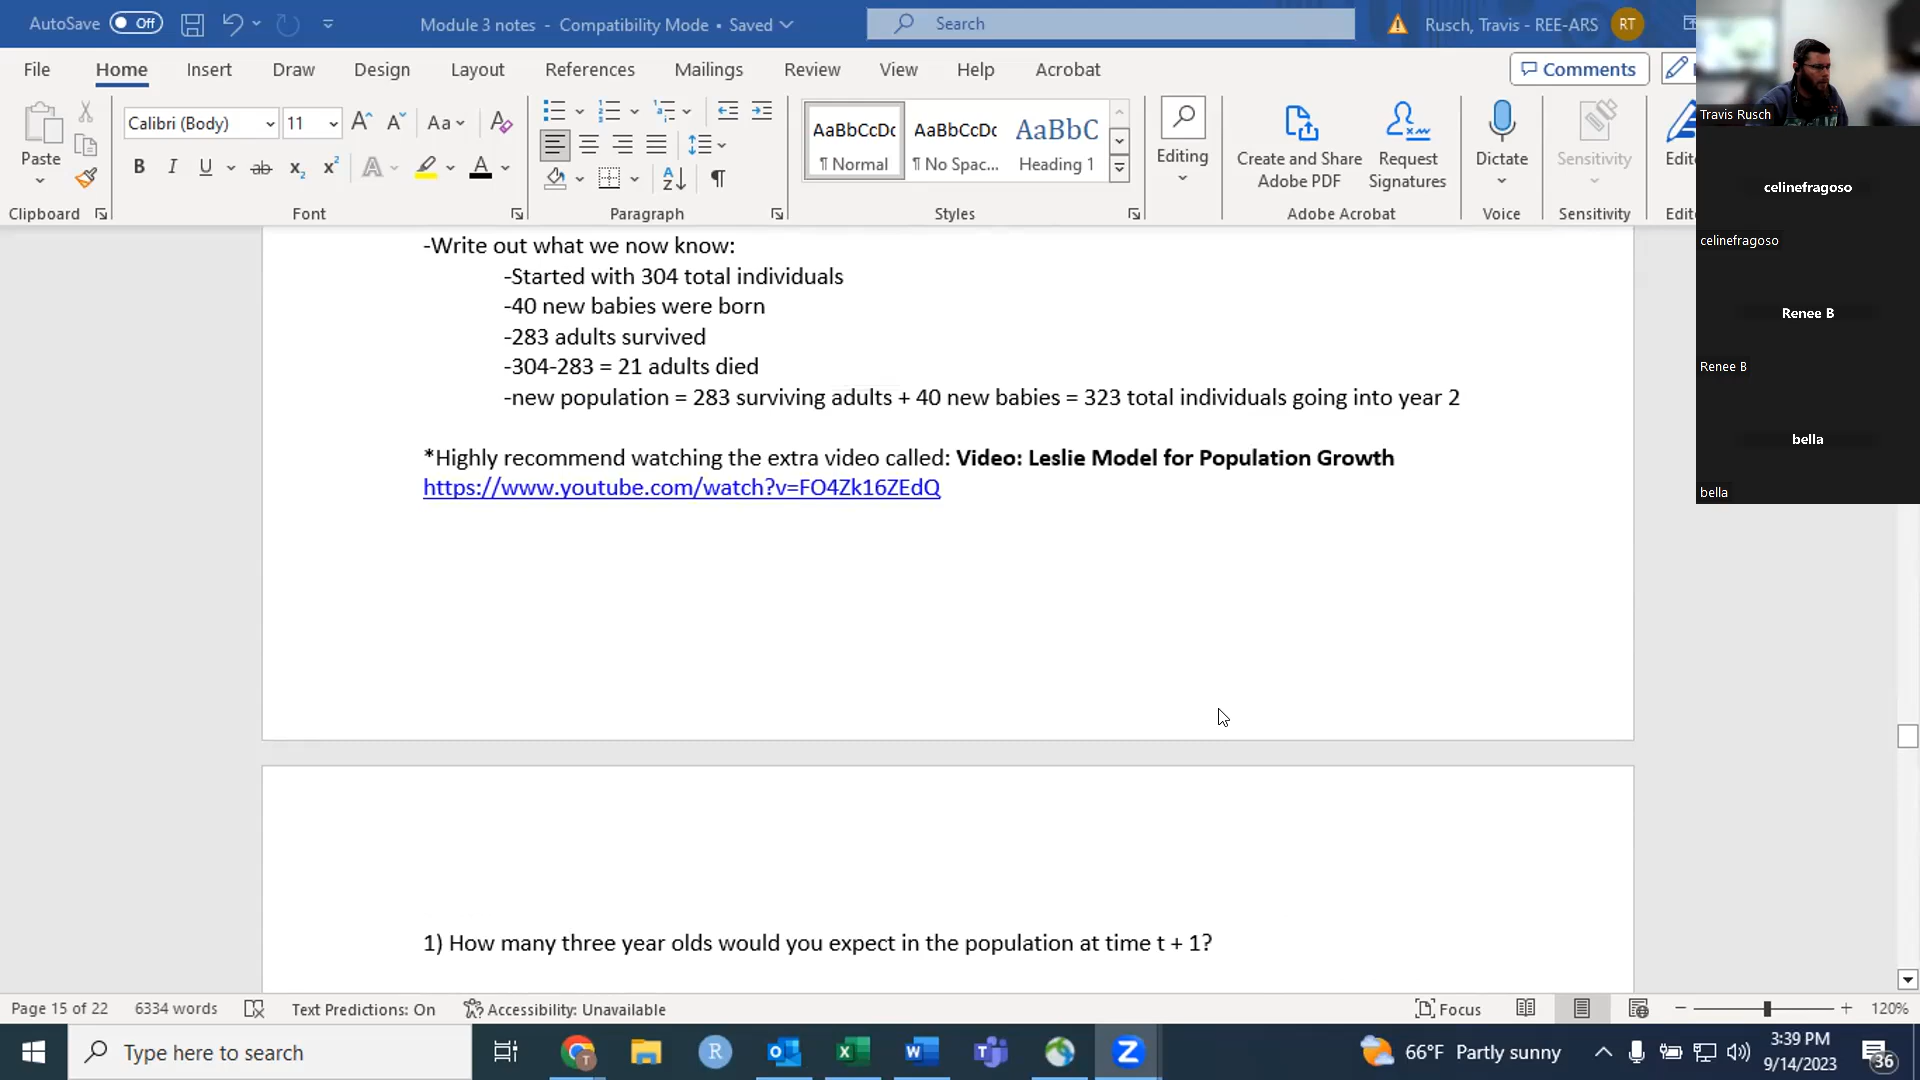 AutoSave Off
Module 3 notes - Compatibility Mode • Saved
Search
Rusch, Travis - REE-ARS
RT
File Home Insert Draw Design Layout References Mailings Review View Help Acrobat
Comments
Paste
Clipboard
Calibri (Body) 11
Font
Paragraph
AaBbCcDc AaBbCcDc AaBbC
¶ Normal ¶ No Spac... Heading 1
Styles
Editing
Create and Share Adobe PDF
Request Signatures
Adobe Acrobat
Dictate
Voice
Sensitivity
Sensitivity
Travis Rusch
celinefragoso
celinefragoso
Renee B
Renee B
bella
bella
-Write out what we now know:
-Started with 304 total individuals
-40 new babies were born
-283 adults survived
-304-283 = 21 adults died
-new population = 283 surviving adults + 40 new babies = 323 total individuals going into year 2
*Highly recommend watching the extra video called: Video: Leslie Model for Population Growth
https://www.youtube.com/watch?v=FO4Zk16ZEdQ
1) How many three year olds would you expect in the population at time t + 1?
Page 15 of 22 6334 words Text Predictions: On Accessibility: Unavailable Focus 120%
Type here to search
66°F Partly sunny
3:39 PM
9/14/2023
36